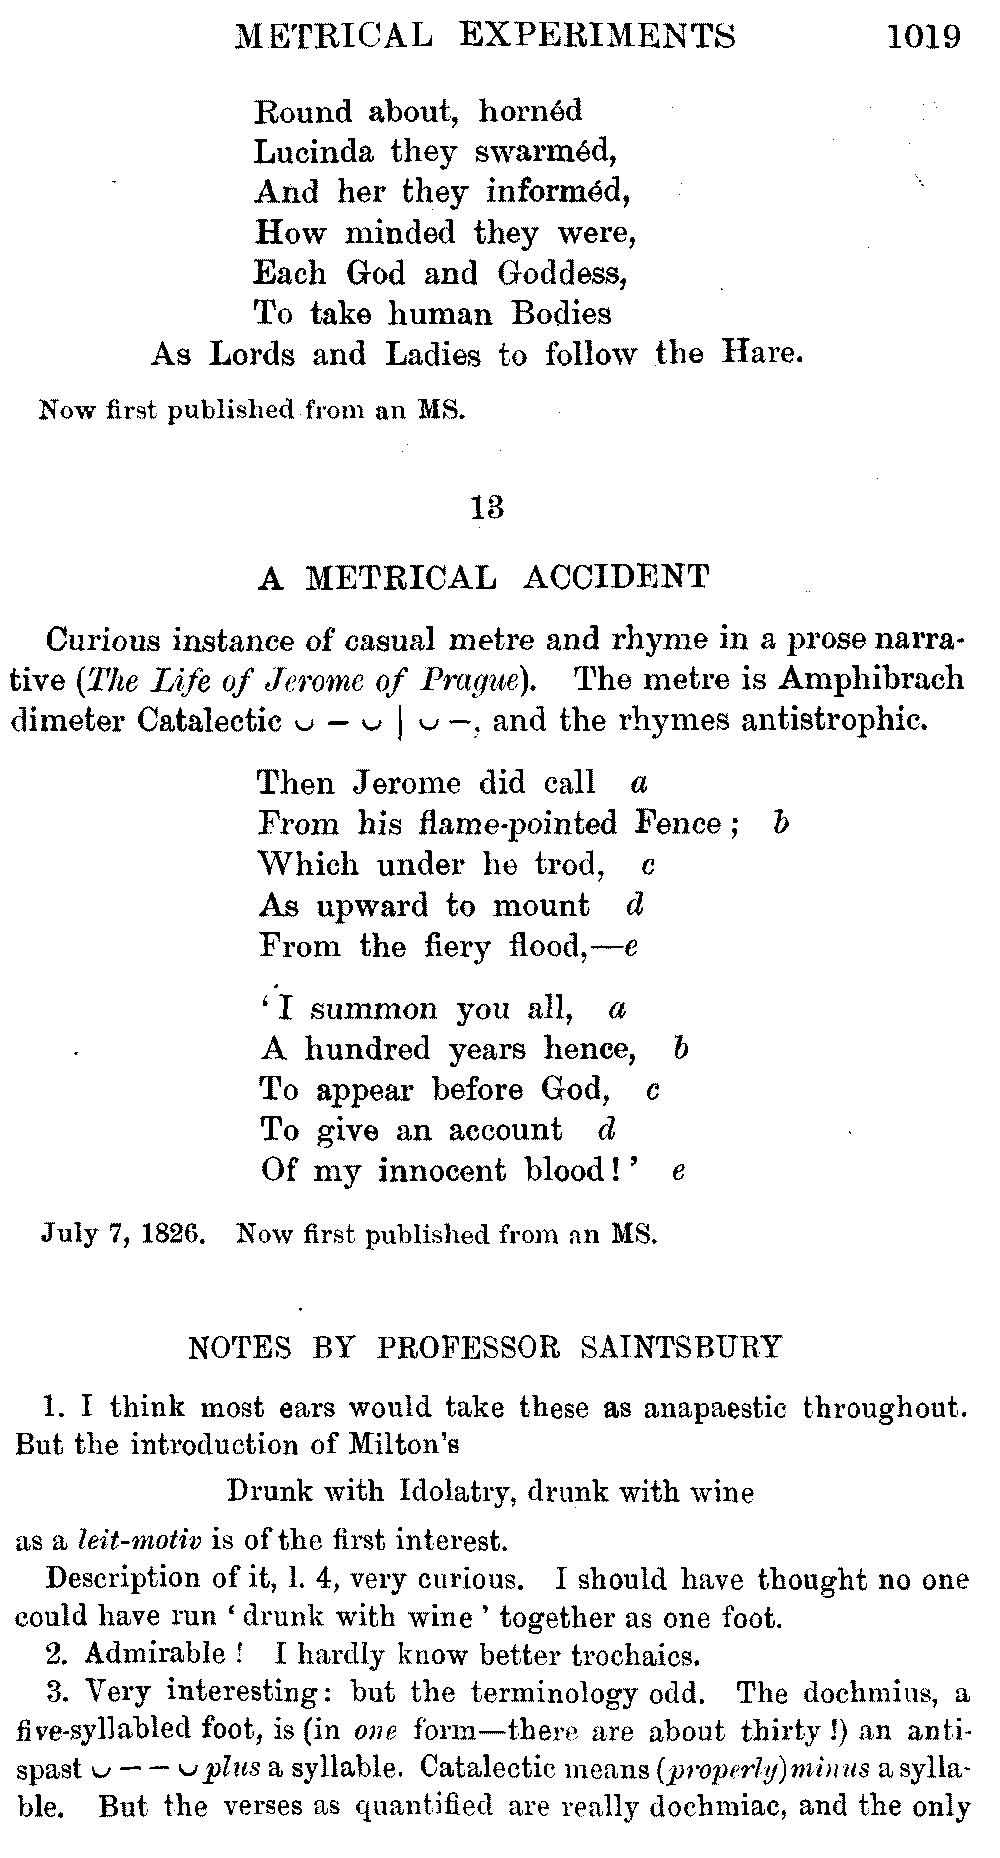 METRICAL EXPERIMENTS 1019
Round about, hornéd
Lucinda they swarméd,
And her they informéd,
How minded they were,
Each God and Goddess,
To take human Bodies
As Lords and Ladies to follow the Hare.
Now first published from an MS.
13
A METRICAL ACCIDENT
Curious instance of casual metre and rhyme in a prose narra-
tive (The Life of Jerome of Prague). The metre is Amphibrach
dimeter Catalectic ᴗ – ᴗ | ᴗ –, and the rhymes antistrophic.
Then Jerome did call a
From his flame-pointed Fence; b
Which under he trod, c
As upward to mount d
From the fiery flood,—e
'I summon you all, a
A hundred years hence, b
To appear before God, c
To give an account d
Of my innocent blood!' e
July 7, 1826. Now first published from an MS.
NOTES BY PROFESSOR SAINTSBURY
1. I think most ears would take these as anapaestic throughout.
But the introduction of Milton's
Drunk with Idolatry, drunk with wine
as a leit-motiv is of the first interest.
Description of it, l. 4, very curious. I should have thought no one
could have run 'drunk with wine' together as one foot.
2. Admirable! I hardly know better trochaics.
3. Very interesting: but the terminology odd. The dochmius, a
five-syllabled foot, is (in one form—there are about thirty!) an anti-
spast ᴗ – – ᴗ plus a syllable. Catalectic means (properly) minus a sylla-
ble. But the verses as quantified are really dochmiac, and the only